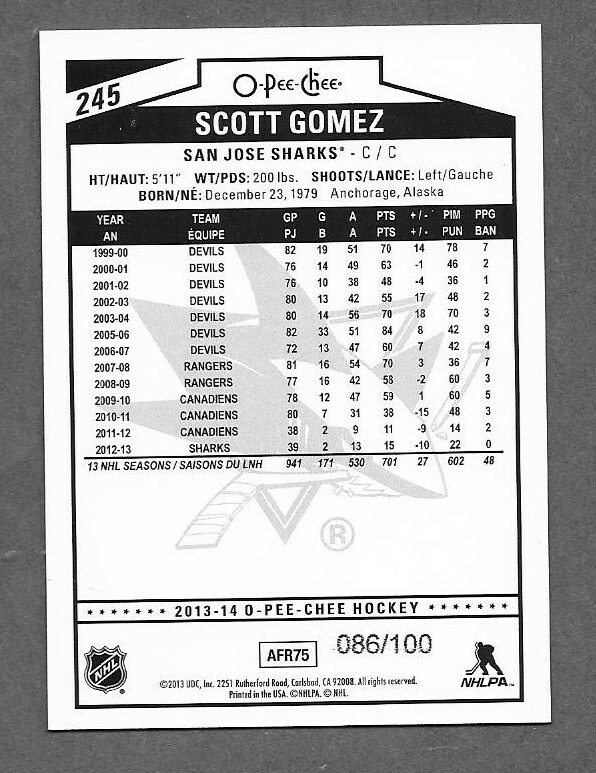 245
O-Pee-Chee
SCOTT GOMEZ
SAN JOSE SHARKS® - C / C
HT/HAUT: 5'11" WT/PDS: 200 lbs. SHOOTS/LANCE: Left/Gauche
BORN/NÉ: December 23, 1979 Anchorage, Alaska
YEAR TEAM GP G A PTS +/- PIM PPG
AN ÉQUIPE PJ B A PTS +/- PUN BAN
1999-00 DEVILS 82 19 51 70 14 78 7
2000-01 DEVILS 76 14 49 63 -1 46 2
2001-02 DEVILS 76 10 38 48 -4 36 1
2002-03 DEVILS 80 13 42 55 17 48 2
2003-04 DEVILS 80 14 56 70 18 70 3
2005-06 DEVILS 82 33 51 84 8 42 9
2006-07 DEVILS 72 13 47 60 7 42 4
2007-08 RANGERS 81 16 54 70 3 36 7
2008-09 RANGERS 77 16 42 58 -2 60 3
2009-10 CANADIENS 78 12 47 59 1 60 5
2010-11 CANADIENS 80 7 31 38 -15 48 3
2011-12 CANADIENS 38 2 9 11 -9 14 2
2012-13 SHARKS 39 2 13 15 -10 22 0
13 NHL SEASONS / SAISONS DU LNH 941 171 530 701 27 602 48
®
2013-14 O-PEE-CHEE HOCKEY
AFR75 086/100
NHL
NHLPA
©2013 UDC, Inc. 2251 Rutherford Road, Carlsbad, CA 92008. All rights reserved.
Printed in the USA. ©NHLPA. © NHL.